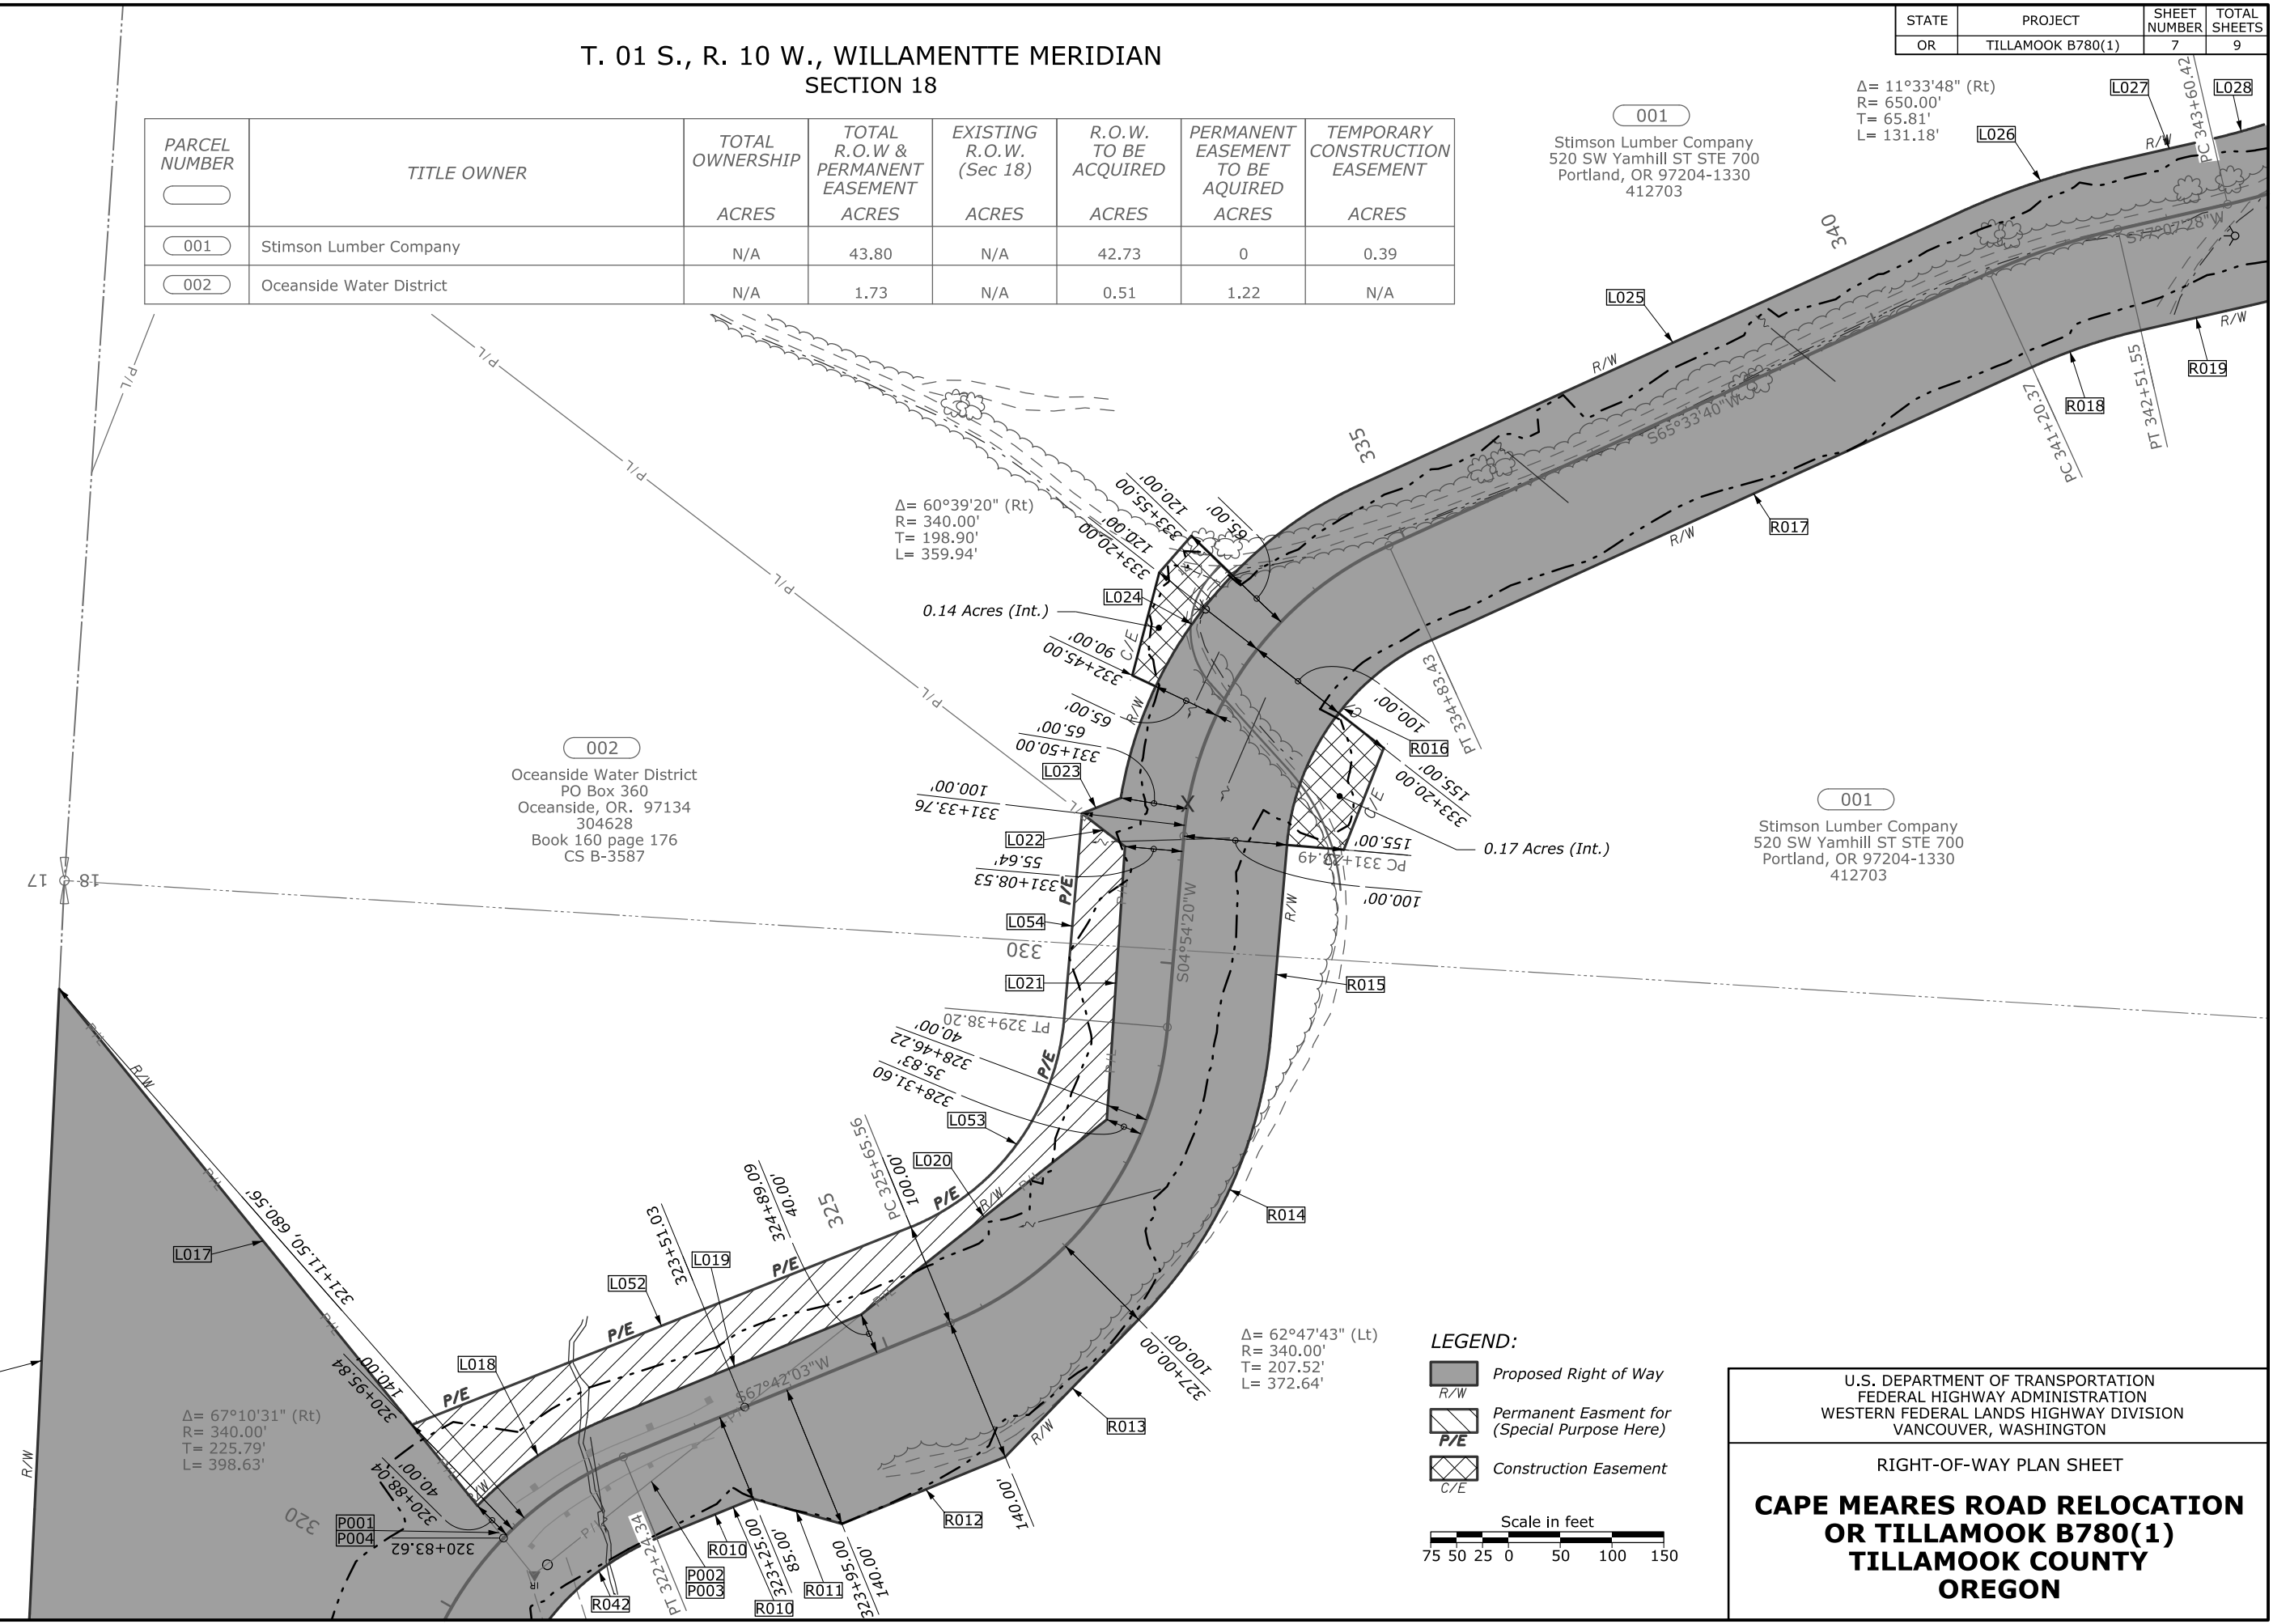 STATE PROJECT SHEET NUMBER TOTAL SHEETS
OR TILLAMOOK B780(1) 7 9
T. 01 S., R. 10 W., WILLAMENTTE MERIDIAN
SECTION 18
PARCEL NUMBER TITLE OWNER TOTAL OWNERSHIP ACRES TOTAL R.O.W & PERMANENT EASEMENT ACRES EXISTING R.O.W. (Sec 18) ACRES R.O.W. TO BE ACQUIRED ACRES PERMANENT EASEMENT TO BE AQUIRED ACRES TEMPORARY CONSTRUCTION EASEMENT ACRES
001 Stimson Lumber Company N/A 43.80 N/A 42.73 0 0.39
002 Oceanside Water District N/A 1.73 N/A 0.51 1.22 N/A
001
Stimson Lumber Company
520 SW Yamhill ST STE 700
Portland, OR 97204-1330
412703
Δ= 11°33'48" (Rt)
R= 650.00'
T= 65.81'
L= 131.18'
L027
L028
L026
R/W
PC 343+60.42
S77°07'28"W
340
L025
R/W
R/W
R019
R018
PT 342+51.55
PC 341+20.37
S65°33'40"W
R017
R/W
335
P/L
P/L
P/L
P/L
P/L
Δ= 60°39'20" (Rt)
R= 340.00'
T= 198.90'
L= 359.94'
120.00'
333+55.00
65.00'
120.00'
333+20.00
L024
0.14 Acres (Int.)
C/E
90.00'
332+45.00
R/W
65.00'
65.00'
331+50.00
L023
100.00'
331+33.76
L022
55.64'
331+08.53
P/E
L054
330
L021
PT 329+38.20
40.00'
328+46.22
35.83'
328+31.60
P/E
L053
PT 334+83.43
100.00'
R016
155.00'
333+20.00
C/E
155.00'
PC 331+23.49
0.17 Acres (Int.)
100.00'
R/W
S04°54'20"W
R015
R014
001
Stimson Lumber Company
520 SW Yamhill ST STE 700
Portland, OR 97204-1330
412703
002
Oceanside Water District
PO Box 360
Oceanside, OR. 97134
304628
Book 160 page 176
CS B-3587
17 18
P/L
R/W
P/L
L017
321+11.50, 680.56'
P/L
140.00'
320+95.84
R/W
Δ= 67°10'31" (Rt)
R= 340.00'
T= 225.79'
L= 398.63'
40.00'
320+88.04
320
P001
P004
320+83.62
R/W
L018
P/E
P/E
L052
P/E
L019
323+51.03
40.00'
324+89.09
325
PC 325+65.56
100.00'
L020
P/E
R/W
P/L
S67°42'03"W
P/L
PT 322+24.34
R042
P002
P003
R010
R010
323+25.00
85.00'
R011
323+95.00
140.00'
R012
140.00'
R/W
R013
327+00.00
100.00'
Δ= 62°47'43" (Lt)
R= 340.00'
T= 207.52'
L= 372.64'
LEGEND:
R/W Proposed Right of Way
P/E Permanent Easment for
(Special Purpose Here)
C/E Construction Easement
Scale in feet
75 50 25 0 50 100 150
U.S. DEPARTMENT OF TRANSPORTATION
FEDERAL HIGHWAY ADMINISTRATION
WESTERN FEDERAL LANDS HIGHWAY DIVISION
VANCOUVER, WASHINGTON
RIGHT-OF-WAY PLAN SHEET
CAPE MEARES ROAD RELOCATION
OR TILLAMOOK B780(1)
TILLAMOOK COUNTY
OREGON